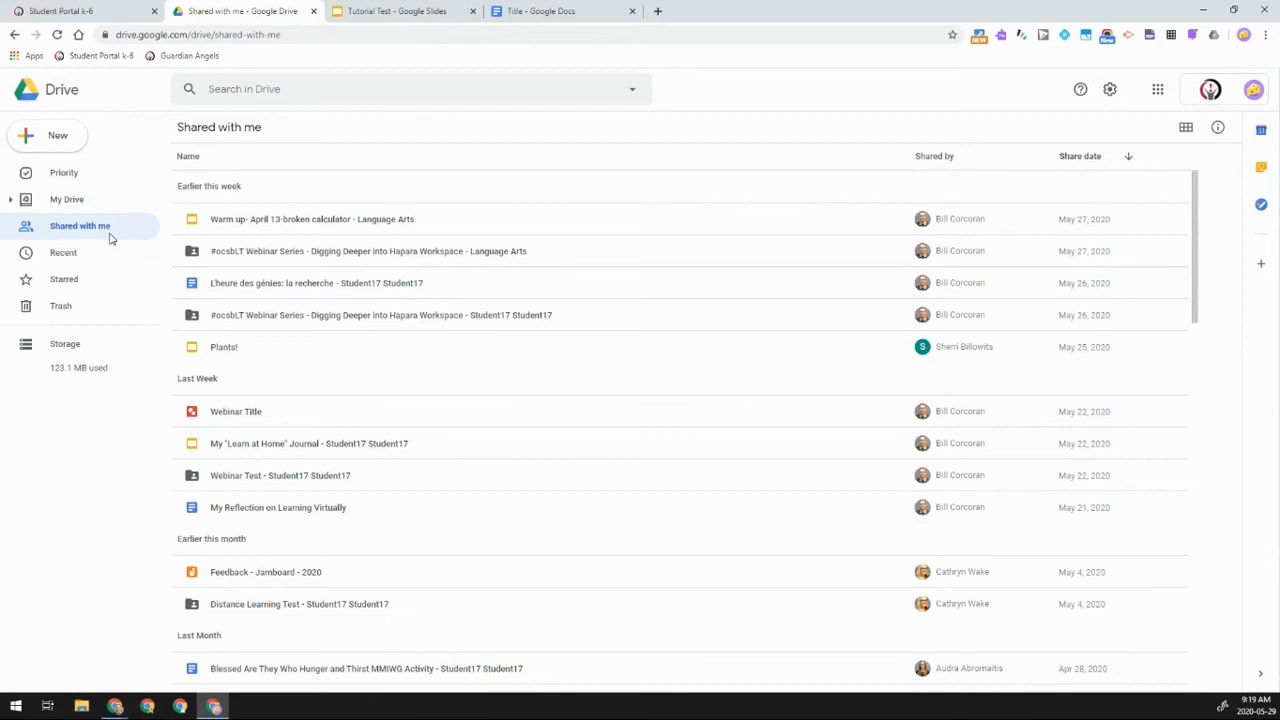 Student Portal k-6
Shared with me - Google Drive
Tutorial Test - Google Slides
Title - Google Docs
drive.google.com/drive/shared-with-me
NEW
New
Apps
Student Portal k-6
Guardian Angels
Drive
Search in Drive
New
Shared with me
Name
Shared by
Share date
Priority
My Drive
Shared with me
Recent
Starred
Trash
Storage
123.1 MB used
Earlier this week
Warm up- April 13-broken calculator - Language Arts
Bill Corcoran
May 27, 2020
#ocsbLT Webinar Series - Digging Deeper into Hapara Workspace - Language Arts
Bill Corcoran
May 27, 2020
L'heure des génies: la recherche - Student17 Student17
Bill Corcoran
May 26, 2020
#ocsbLT Webinar Series - Digging Deeper into Hapara Workspace - Student17 Student17
Bill Corcoran
May 26, 2020
Plants!
S
Sherri Billowits
May 25, 2020
Last Week
Webinar Title
Bill Corcoran
May 22, 2020
My "Learn at Home" Journal - Student17 Student17
Bill Corcoran
May 22, 2020
Webinar Test - Student17 Student17
Bill Corcoran
May 22, 2020
My Reflection on Learning Virtually
Bill Corcoran
May 21, 2020
Earlier this month
Feedback - Jamboard - 2020
Cathryn Wake
May 4, 2020
Distance Learning Test - Student17 Student17
Cathryn Wake
May 4, 2020
Last Month
Blessed Are They Who Hunger and Thirst MMIWG Activity - Student17 Student17
Audra Abromaitis
Apr 28, 2020
31
9:19 AM
2020-05-29